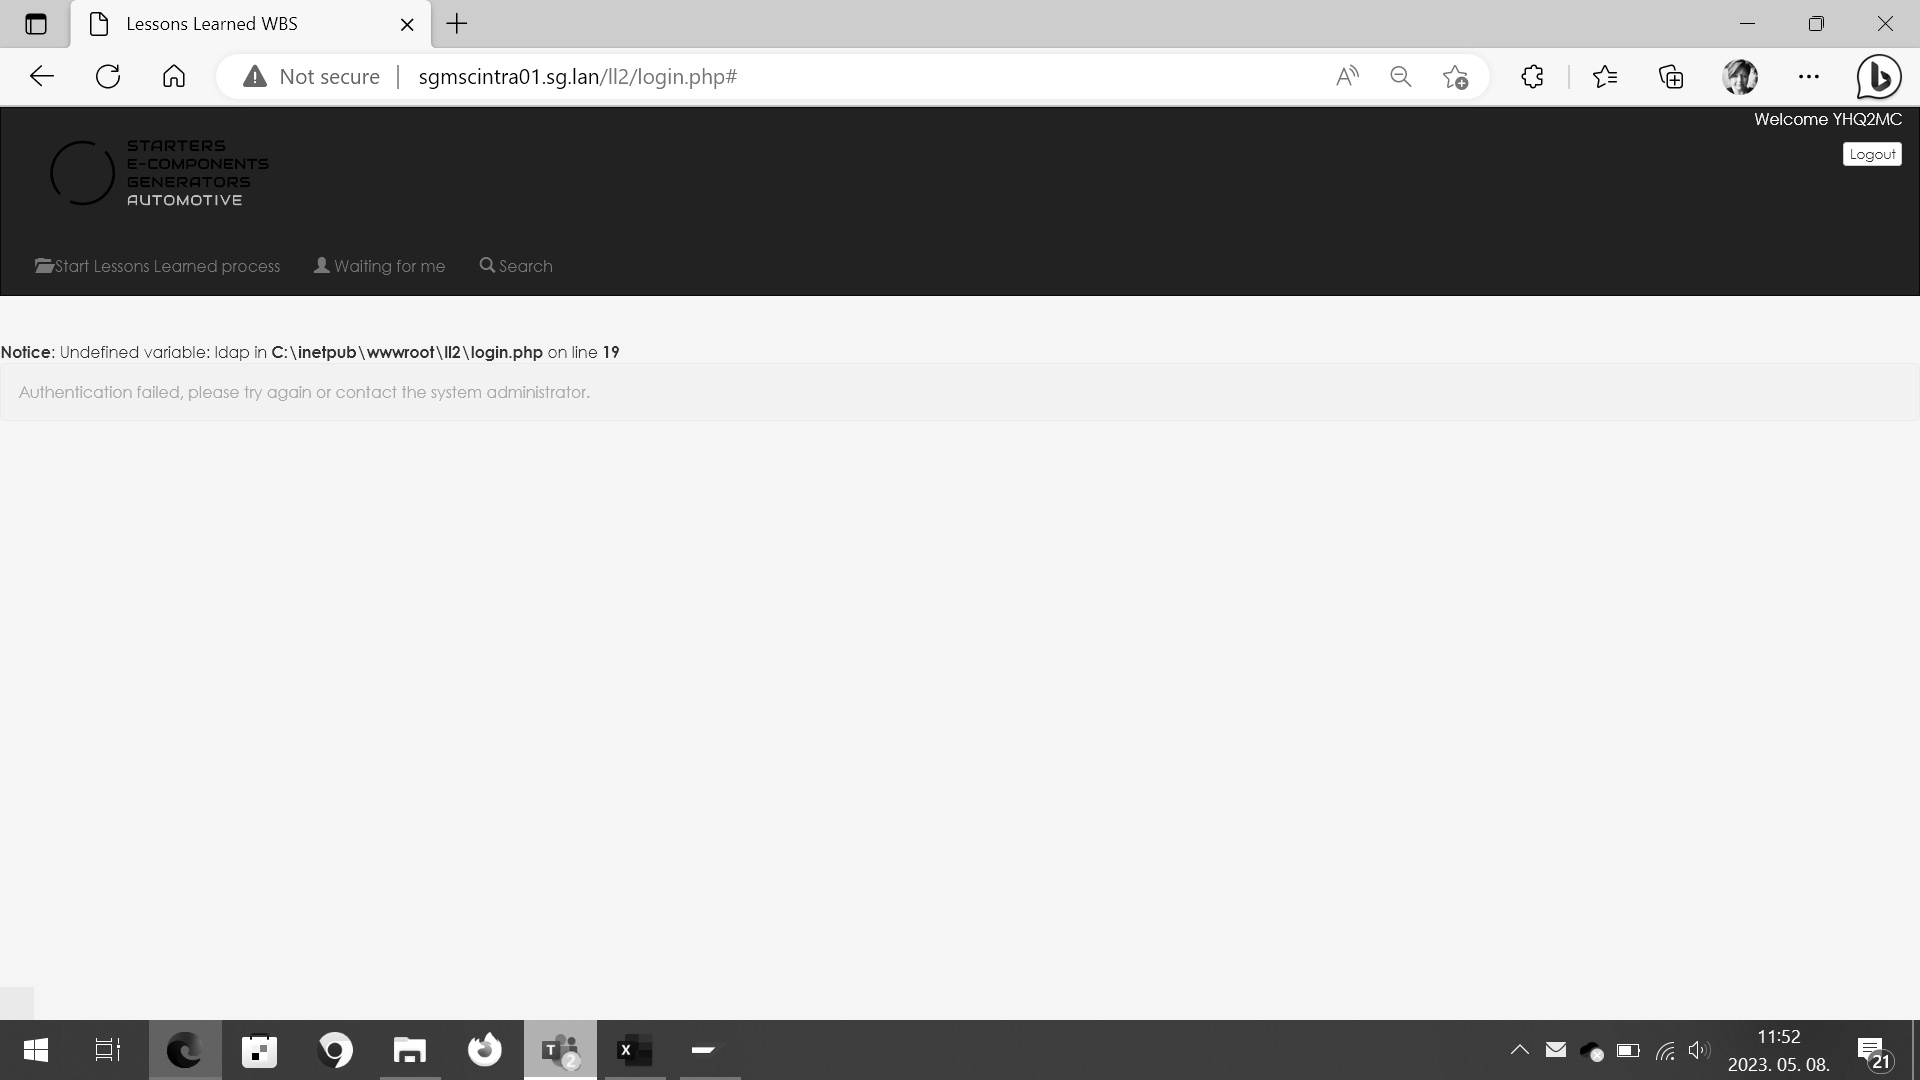 Lessons Learned WBS
Not secure | sgmscintra01.sg.lan/ll2/login.php#
Welcome YHQ2MC
Logout
STARTERS
E-COMPONENTS
GENERATORS
AUTOMOTIVE
Start Lessons Learned process Waiting for me Search
Notice: Undefined variable: ldap in C:\inetpub\wwwroot\ll2\login.php on line 19
Authentication failed, please try again or contact the system administrator.
11:52
2023. 05. 08.
21